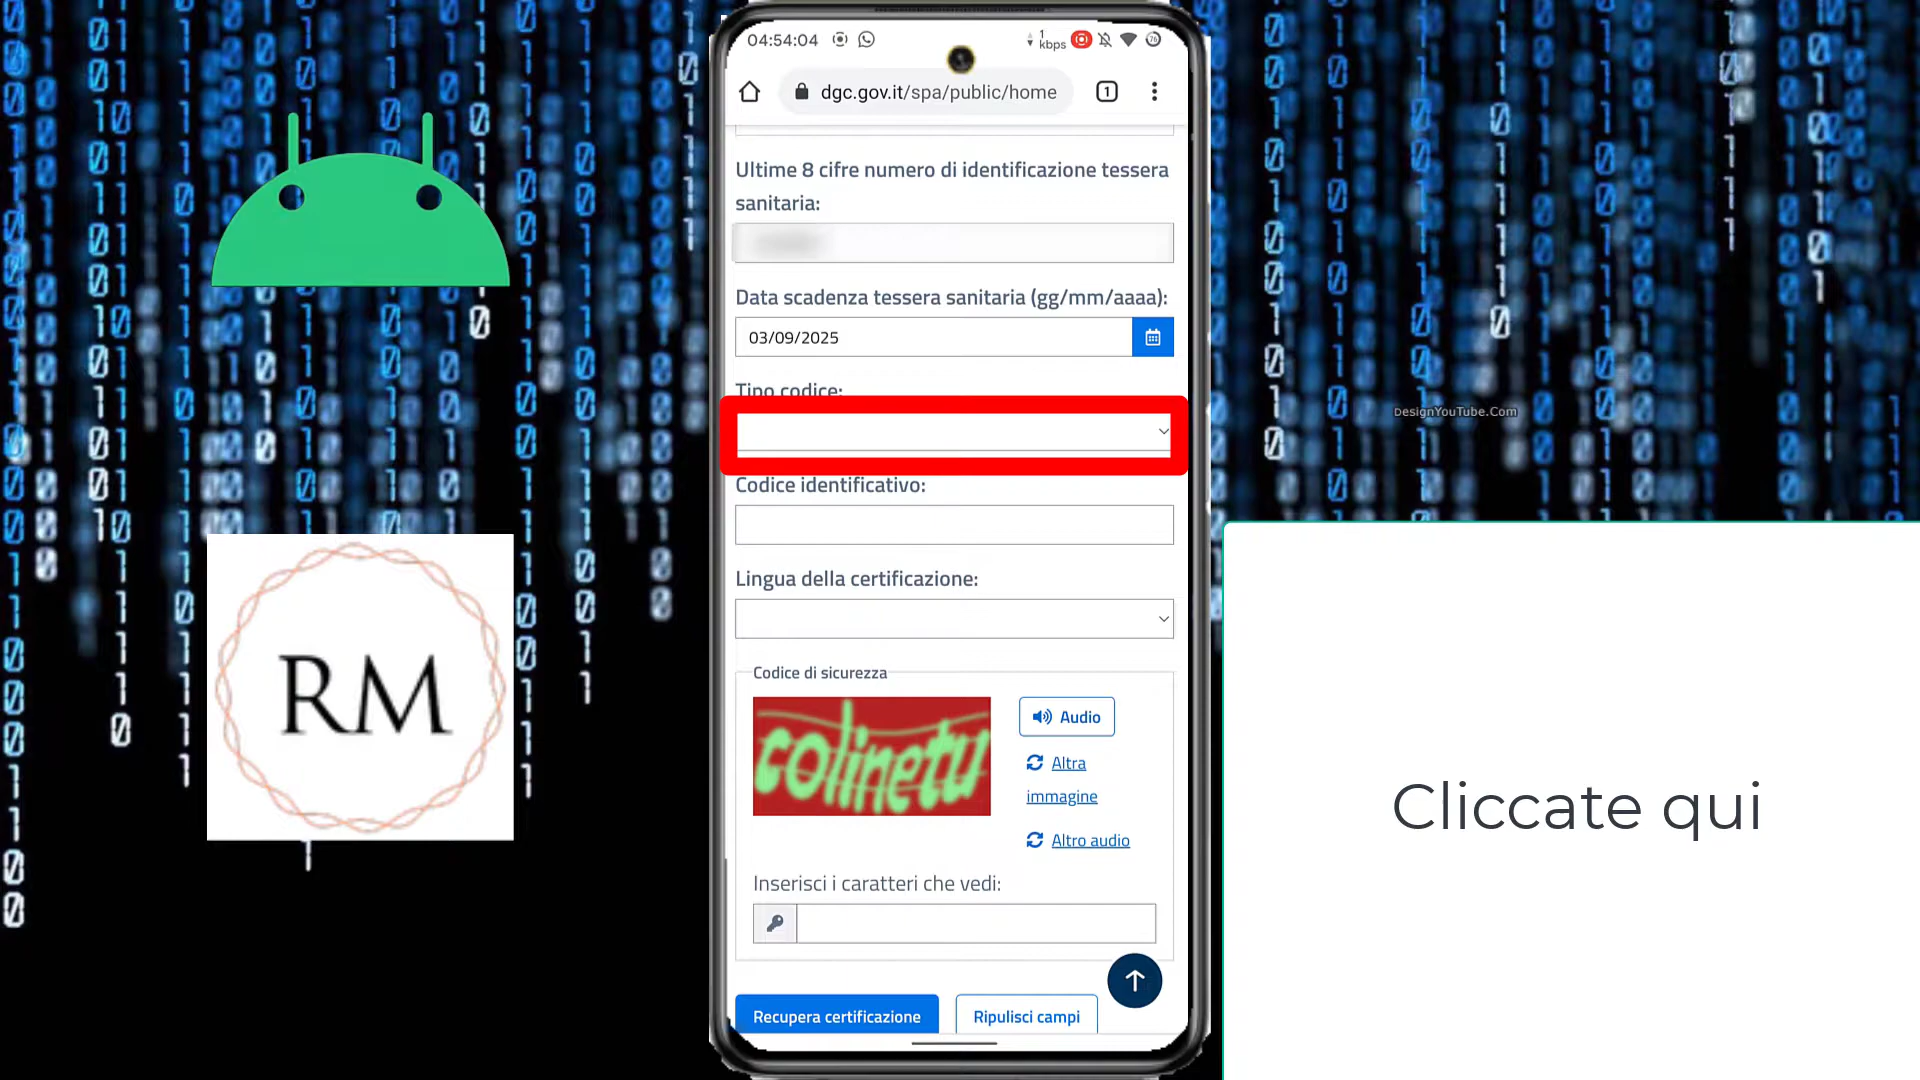 04:54:04
1
kbps
76
dgc.gov.it/spa/public/home
1
Ultime 8 cifre numero di identificazione tessera
sanitaria:
Data scadenza tessera sanitaria (gg/mm/aaaa):
03/09/2025
Tipo codice:
Codice identificativo:
Lingua della certificazione:
Codice di sicurezza
colinetu
Audio
Altra
immagine
Altro audio
Inserisci i caratteri che vedi:
Recupera certificazione
Ripulisci campi
RM
DesignYouTube.Com
Cliccate qui